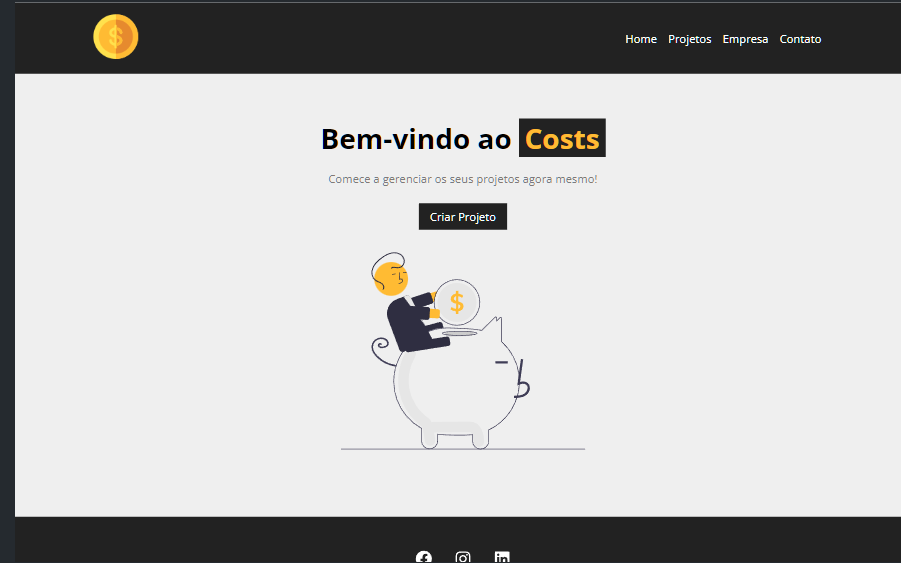 $
Home Projetos Empresa Contato
Bem-vindo ao Costs
Comece a gerenciar os seus projetos agora mesmo!
Criar Projeto
$